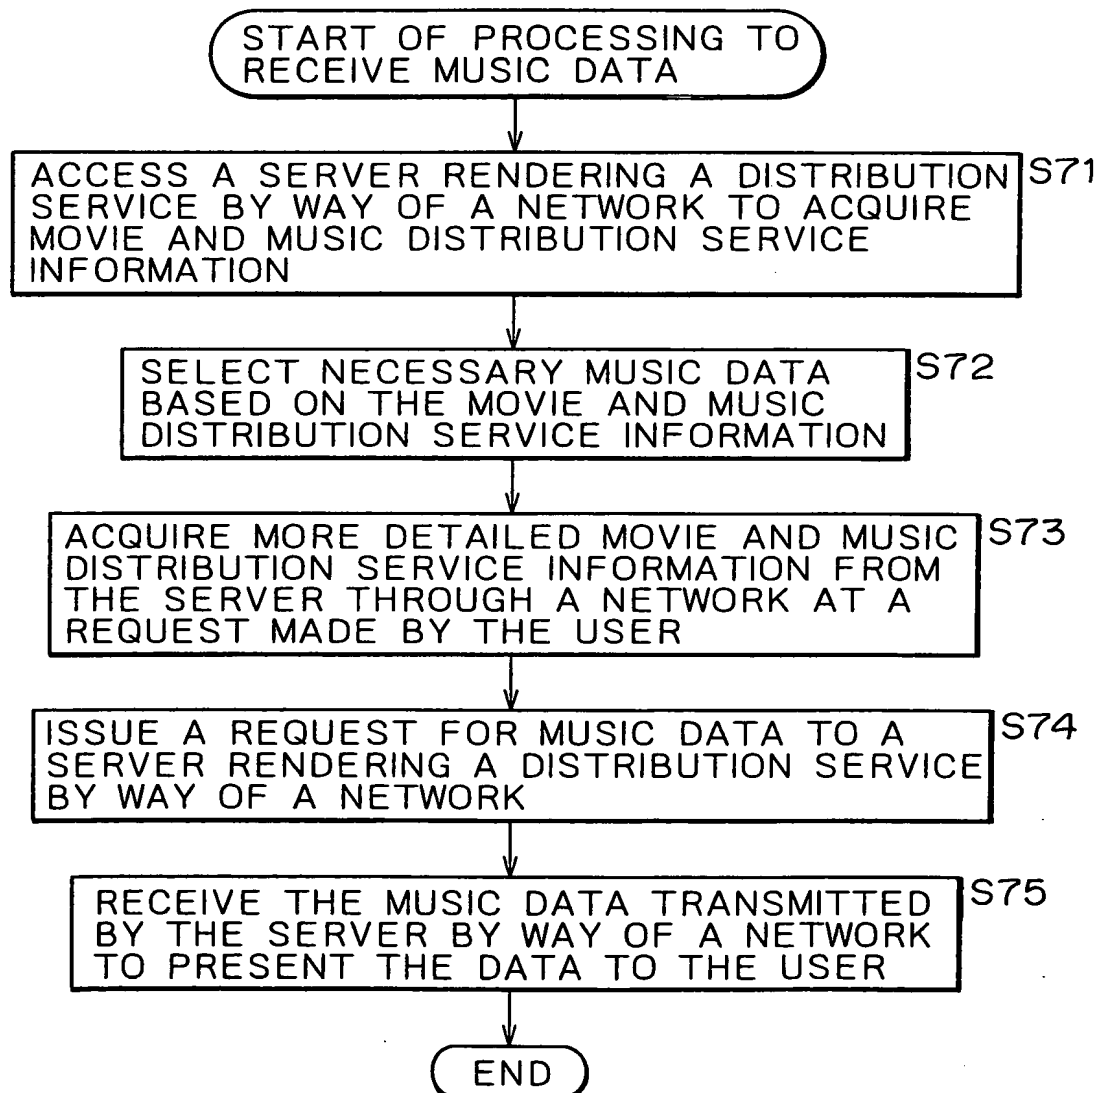 START OF PROCESSING TO
RECEIVE MUSIC DATA
ACCESS A SERVER RENDERING A DISTRIBUTION
SERVICE BY WAY OF A NETWORK TO ACQUIRE
MOVIE AND MUSIC DISTRIBUTION SERVICE
INFORMATION
S71
SELECT NECESSARY MUSIC DATA
BASED ON THE MOVIE AND MUSIC
DISTRIBUTION SERVICE INFORMATION
S72
ACQUIRE MORE DETAILED MOVIE AND MUSIC
DISTRIBUTION SERVICE INFORMATION FROM
THE SERVER THROUGH A NETWORK AT A
REQUEST MADE BY THE USER
S73
ISSUE A REQUEST FOR MUSIC DATA TO A
SERVER RENDERING A DISTRIBUTION SERVICE
BY WAY OF A NETWORK
S74
RECEIVE THE MUSIC DATA TRANSMITTED
BY THE SERVER BY WAY OF A NETWORK
TO PRESENT THE DATA TO THE USER
S75
END